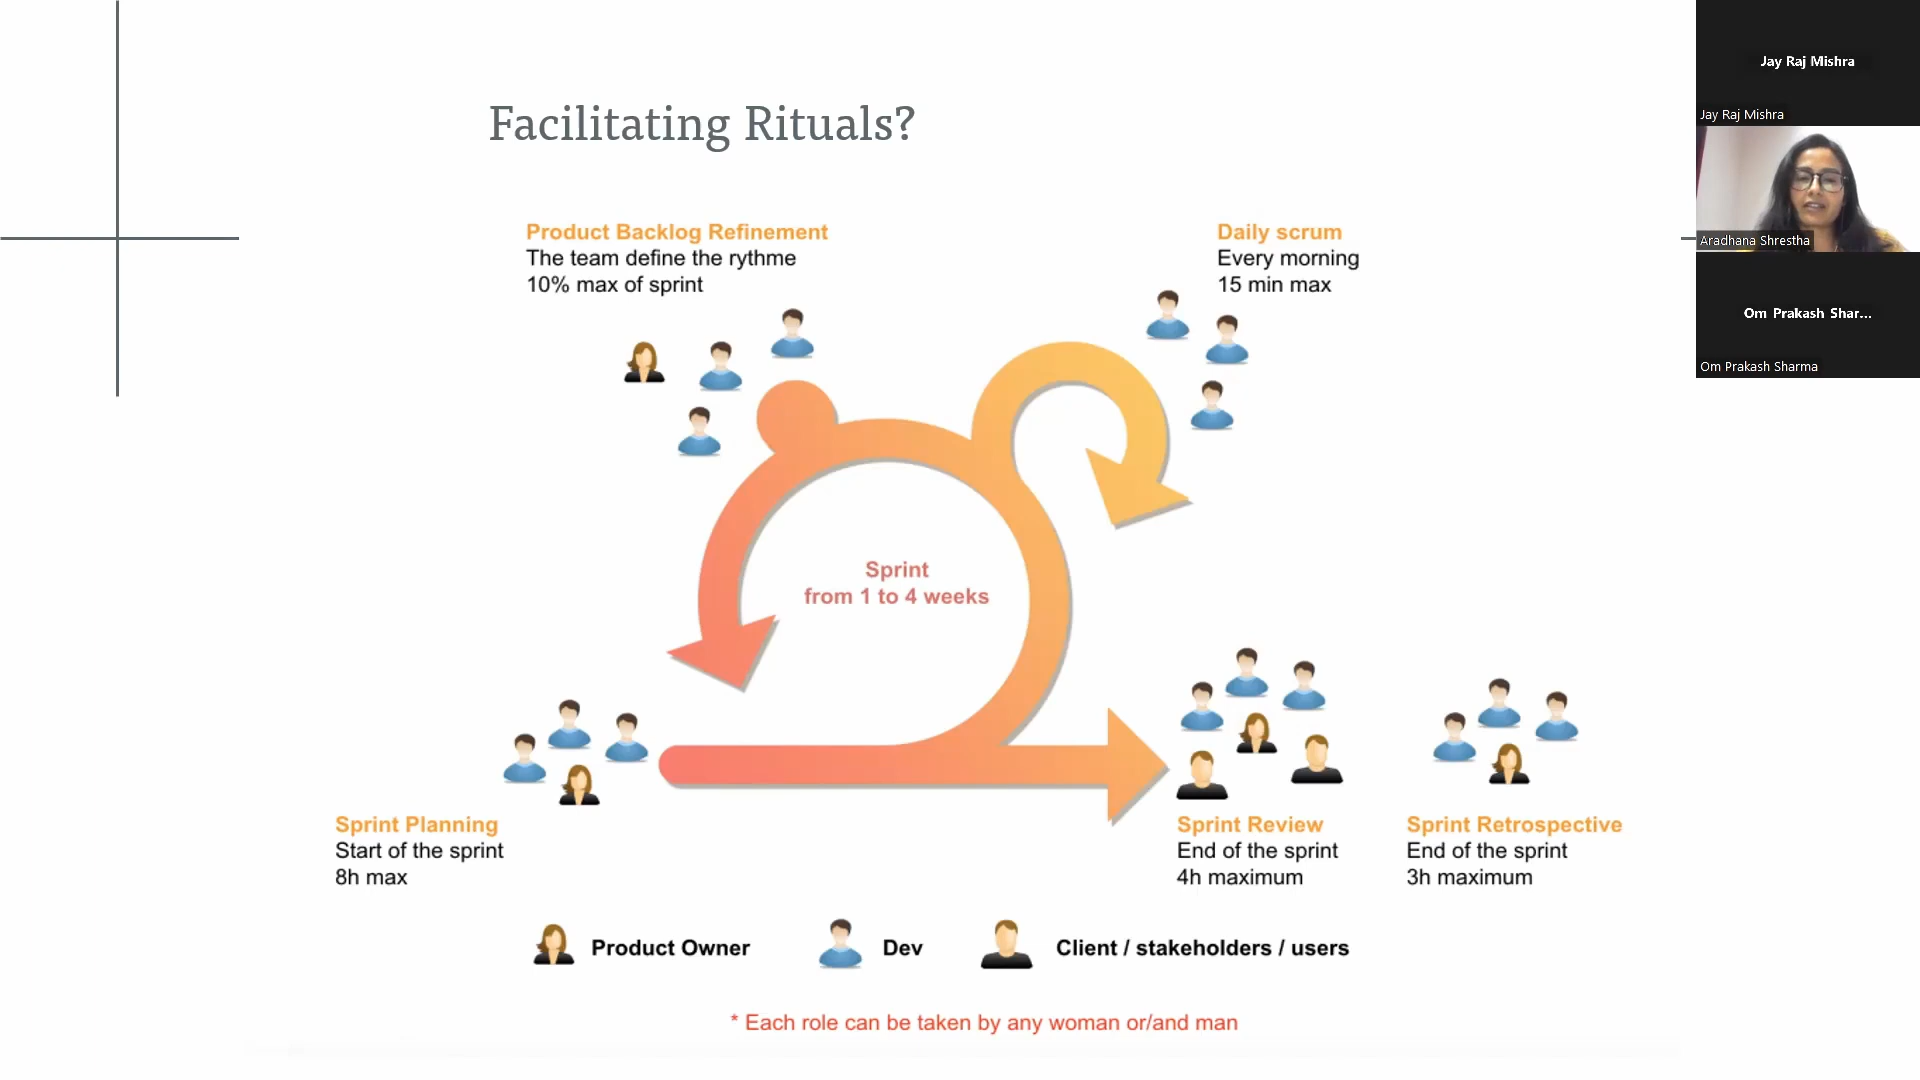 Facilitating Rituals?
Product Backlog Refinement
The team define the rythme
10% max of sprint
Daily scrum
Every morning
15 min max
Sprint
from 1 to 4 weeks
Sprint Planning
Start of the sprint
8h max
Sprint Review
End of the sprint
4h maximum
Sprint Retrospective
End of the sprint
3h maximum
Product Owner
Dev
Client / stakeholders / users
* Each role can be taken by any woman or/and man
Jay Raj Mishra
Jay Raj Mishra
Aradhana Shrestha
Om Prakash Shar...
Om Prakash Sharma